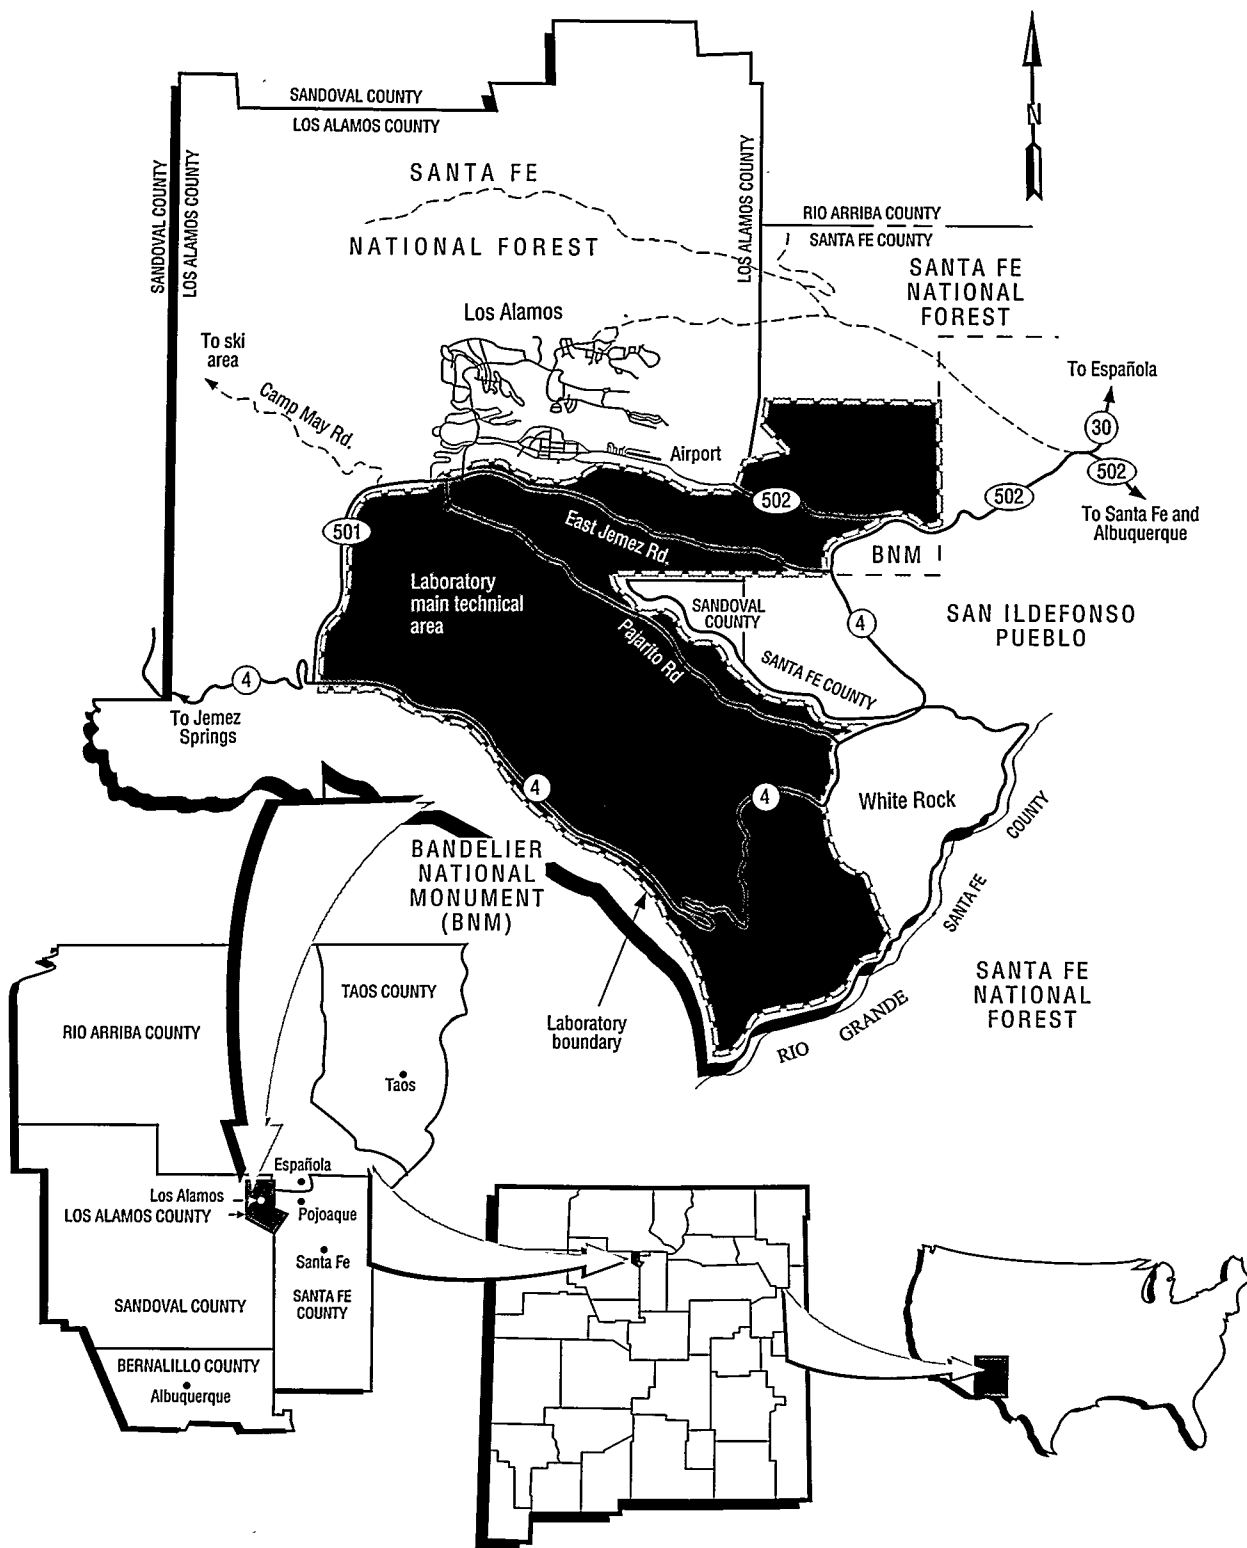 SANDOVAL COUNTY
LOS ALAMOS COUNTY
N
SANDOVAL COUNTY
LOS ALAMOS COUNTY
SANTA FE
NATIONAL FOREST
LOS ALAMOS COUNTY
RIO ARRIBA COUNTY
SANTA FE COUNTY
SANTA FE
NATIONAL
FOREST
Los Alamos
To ski
area
Camp May Rd.
To Española
30
Airport
502
502
502
To Santa Fe and
Albuquerque
501
East Jemez Rd.
BNM
Laboratory
main technical
area
SANDOVAL
COUNTY
4
SAN ILDEFONSO
PUEBLO
Pajarito Rd
SANTA FE COUNTY
4
To Jemez
Springs
4
4
White Rock
COUNTY
SANTA FE
BANDELIER
NATIONAL
MONUMENT
(BNM)
SANTA FE
NATIONAL
FOREST
Laboratory
boundary
RIO GRANDE
TAOS COUNTY
RIO ARRIBA COUNTY
Taos
Española
Los Alamos
LOS ALAMOS COUNTY
Pojoaque
Santa Fe
SANTA FE
COUNTY
SANDOVAL COUNTY
BERNALILLO COUNTY
Albuquerque